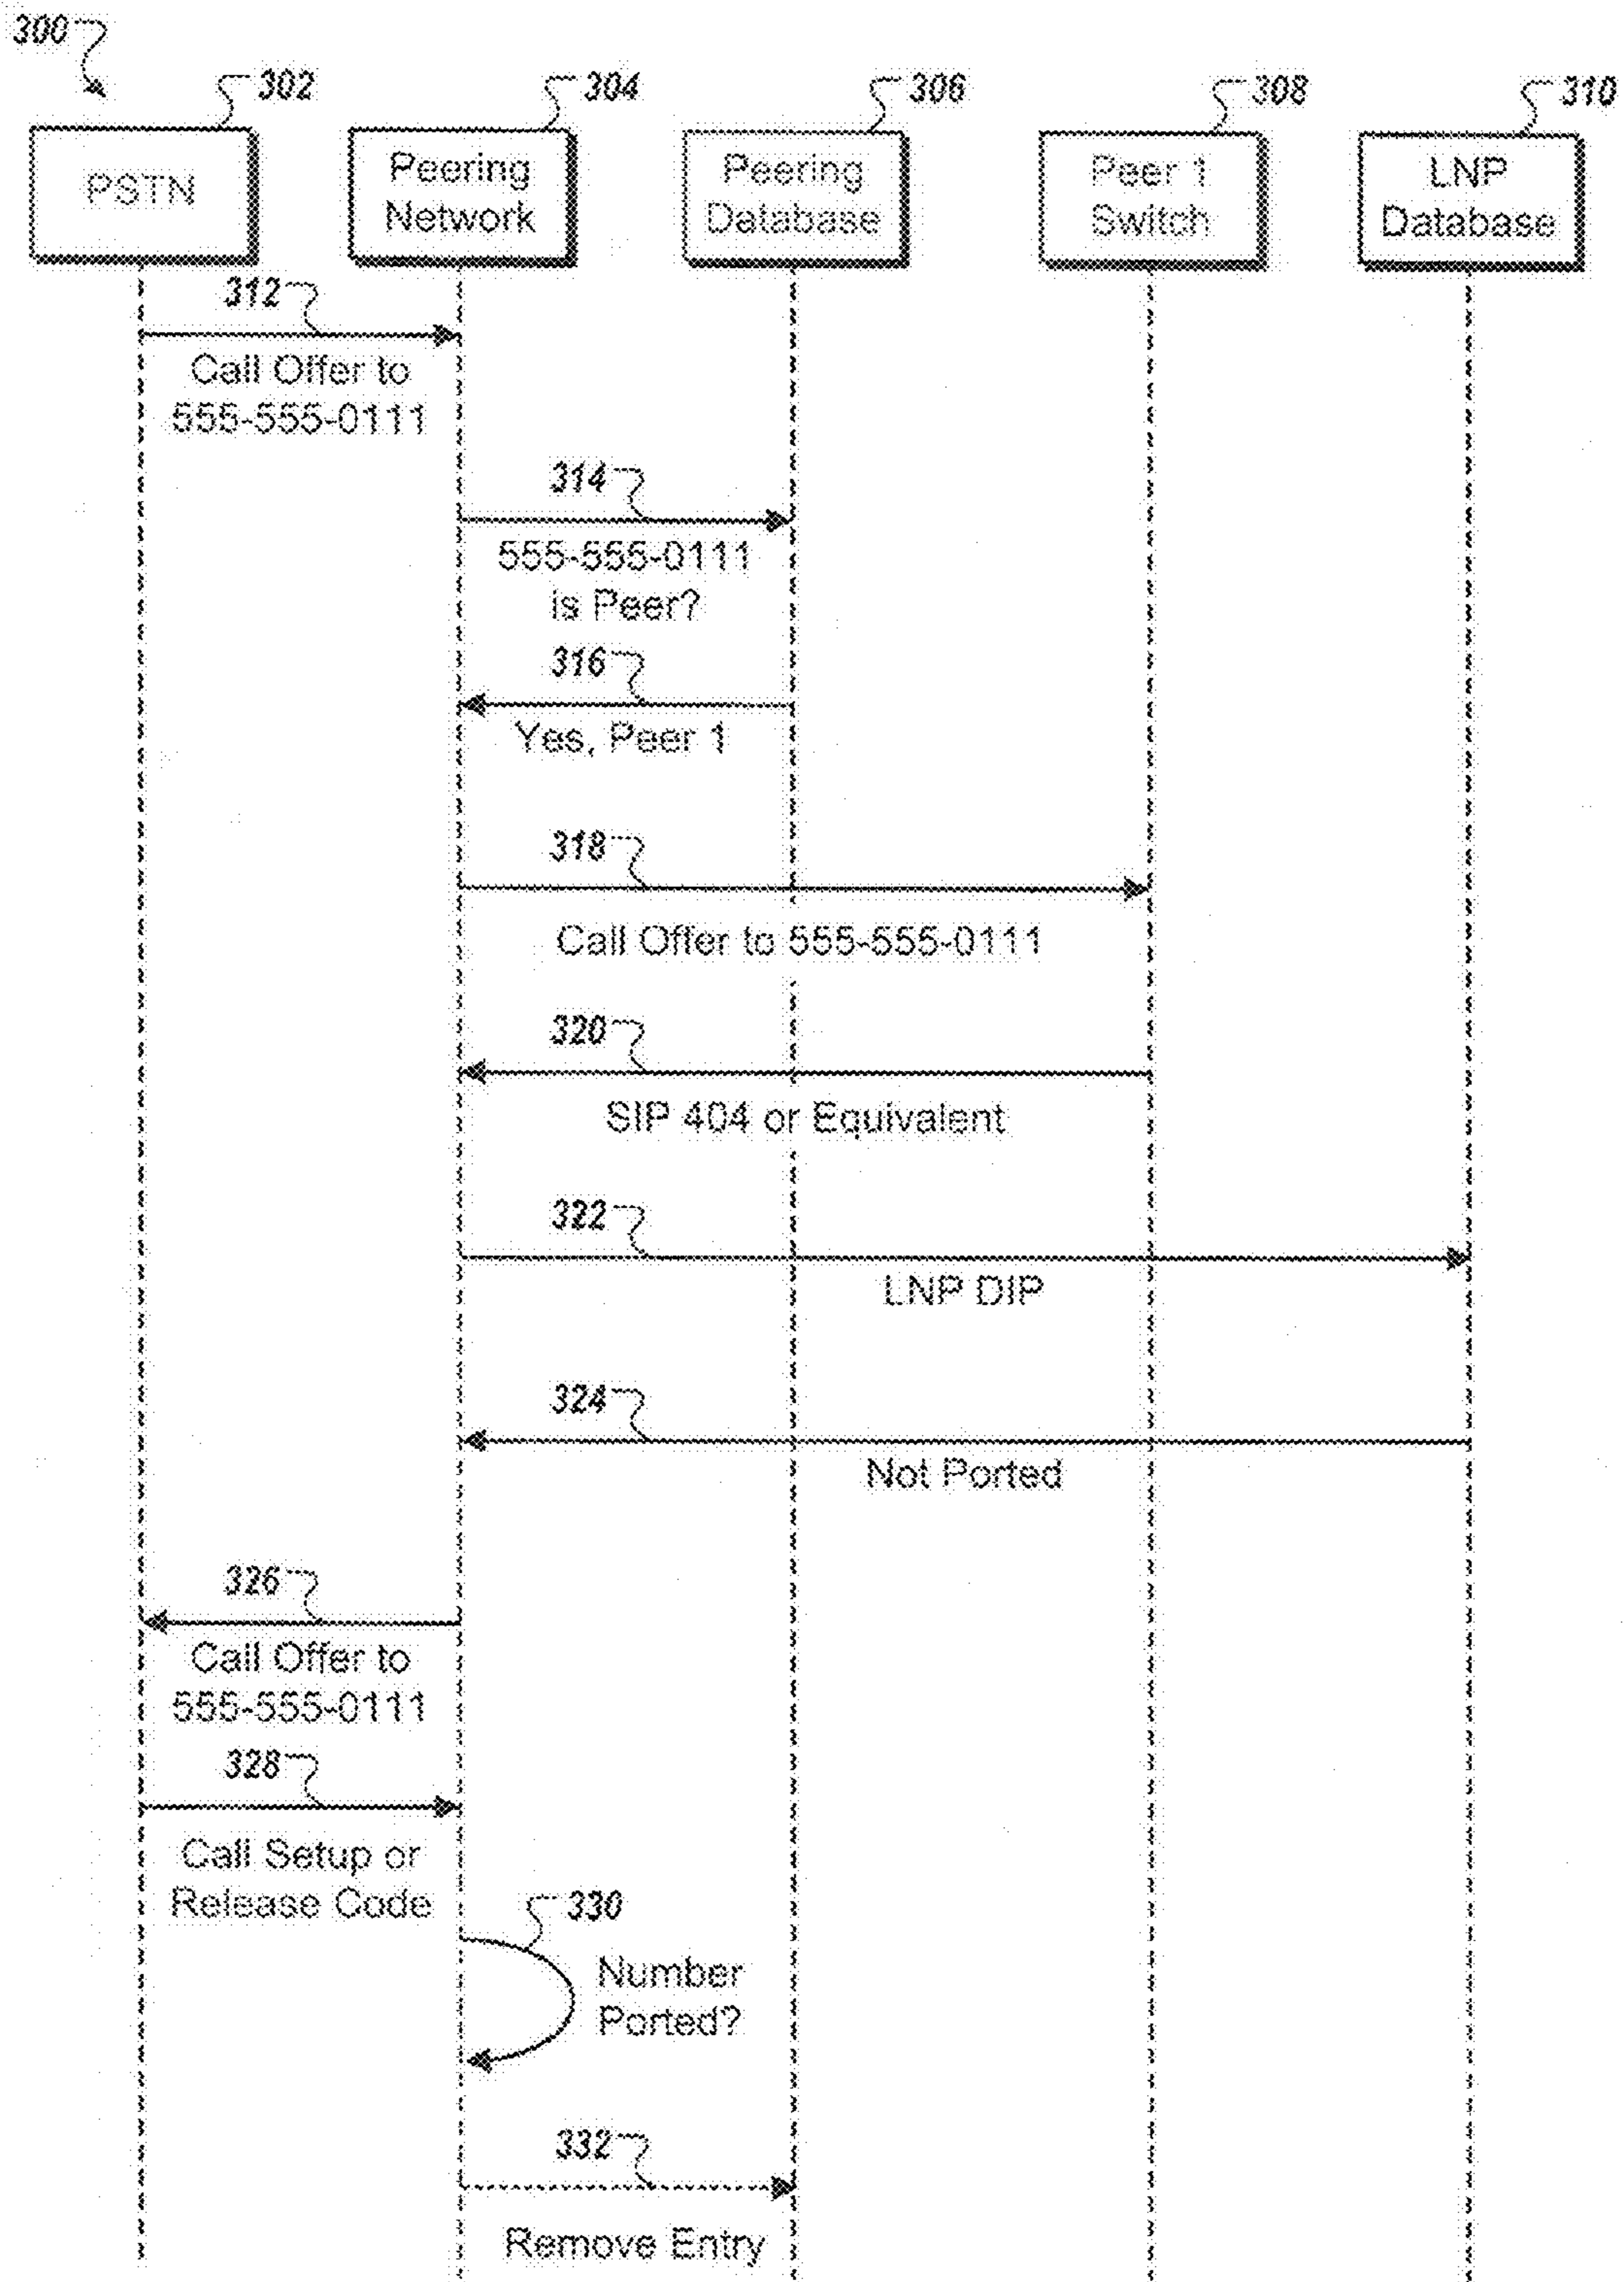 300
302
304
306
308
310
PSTN
Peering
Network
Peering
Database
Peer 1
Switch
LNP
Database
312
Call Offer to
555-555-0111
314
555-555-0111
is Peer?
316
Yes, Peer 1
318
Call Offer to 555-555-0111
320
SIP 404 or Equivalent
322
LNP DIP
324
Not Ported
326
Call Offer to
555-555-0111
328
Call Setup or
Release Code
330
Number
Ported?
332
Remove Entry